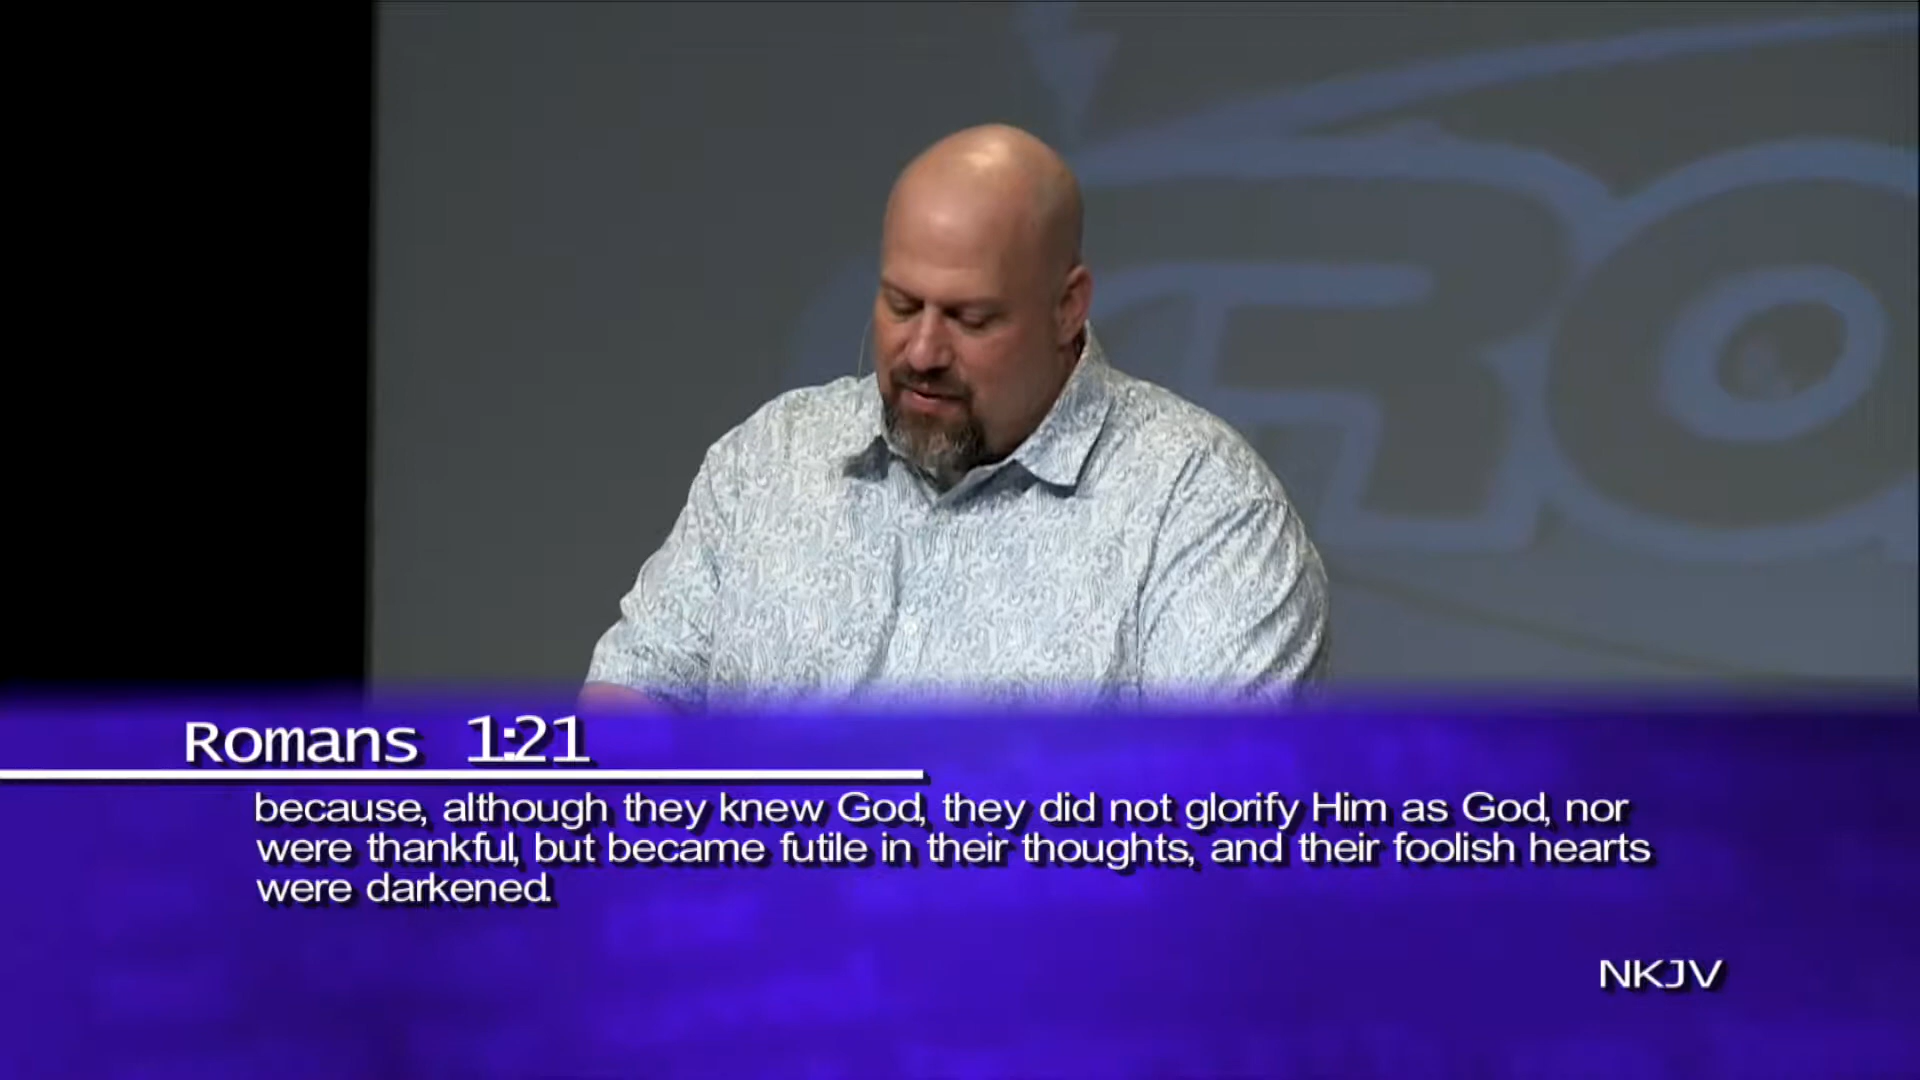 RO
Romans 1:21
because, although they knew God, they did not glorify Him as God, nor
were thankful, but became futile in their thoughts, and their foolish hearts
were darkened.
NKJV